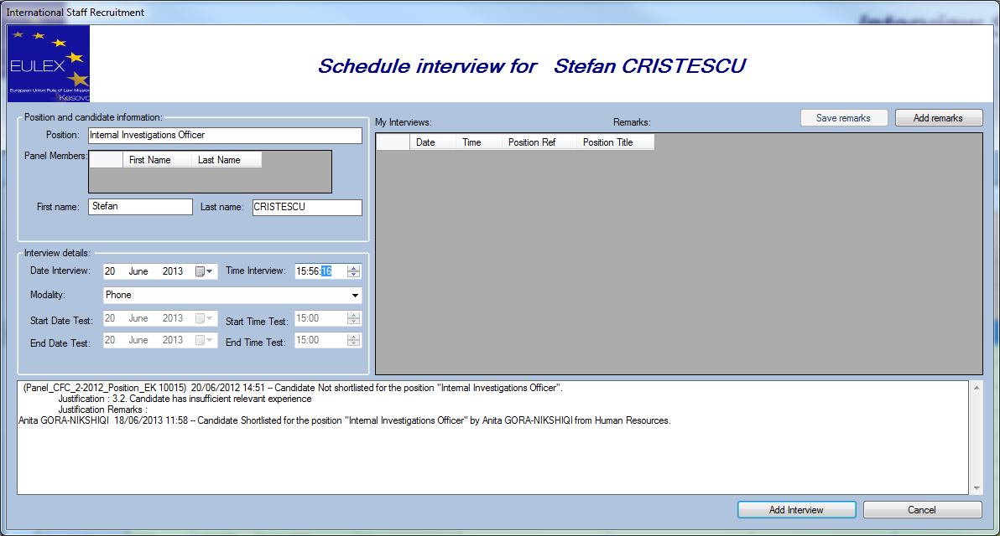 International Staff Recruitment
EULEX
European Union Rule of Law Mission
Kosovo
Schedule interview for Stefan CRISTESCU
Position and candidate information:
Position: Internal Investigations Officer
Panel Members: First Name Last Name
First name: Stefan Last name: CRISTESCU
My Interviews: Remarks: Save remarks Add remarks
Date Time Position Ref Position Title
Interview details:
Date Interview: 20 June 2013 Time Interview: 15:56:16
Modality: Phone
Start Date Test: 20 June 2013 Start Time Test: 15:00
End Date Test: 20 June 2013 End Time Test: 15:00
(Panel_CFC_2-2012_Position_EK 10015) 20/06/2012 14:51 -- Candidate Not shortlisted for the position "Internal Investigations Officer".
Justification : 3.2. Candidate has insufficient relevant experience
Justification Remarks :
Anita GORA-NIKSHIQI 18/06/2013 11:58 -- Candidate Shortlisted for the position "Internal Investigations Officer" by Anita GORA-NIKSHIQI from Human Resources.
Add Interview Cancel